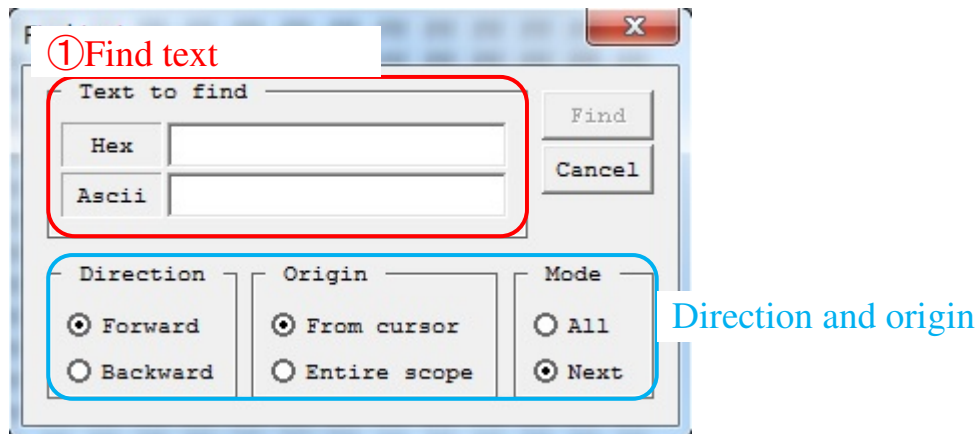 ①Find text
Text to find
Hex
Ascii
Find
Cancel
Direction
Forward
Backward
Origin
From cursor
Entire scope
Mode
All
Next
Direction and origin